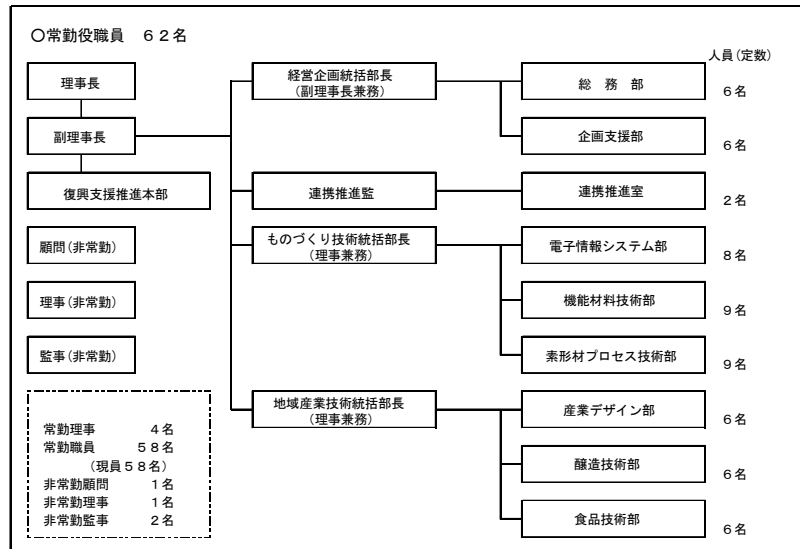 〇常勤役職員　６２名
人員(定数)
理事長
経営企画統括部長
(副理事長兼務)
総　務　部
６名
副理事長
企画支援部
６名
復興支援推進本部
連携推進監
連携推進室
２名
顧問(非常勤)
ものづくり技術統括部長
(理事兼務)
電子情報システム部
８名
理事(非常勤)
機能材料技術部
９名
監事(非常勤)
素形材プロセス技術部
９名
地域産業技術統括部長
(理事兼務)
産業デザイン部
６名
醸造技術部
６名
食品技術部
６名
常勤理事　４名
常勤職員　５８名
(現員５８名)
非常勤顧問　１名
非常勤理事　１名
非常勤監事　２名